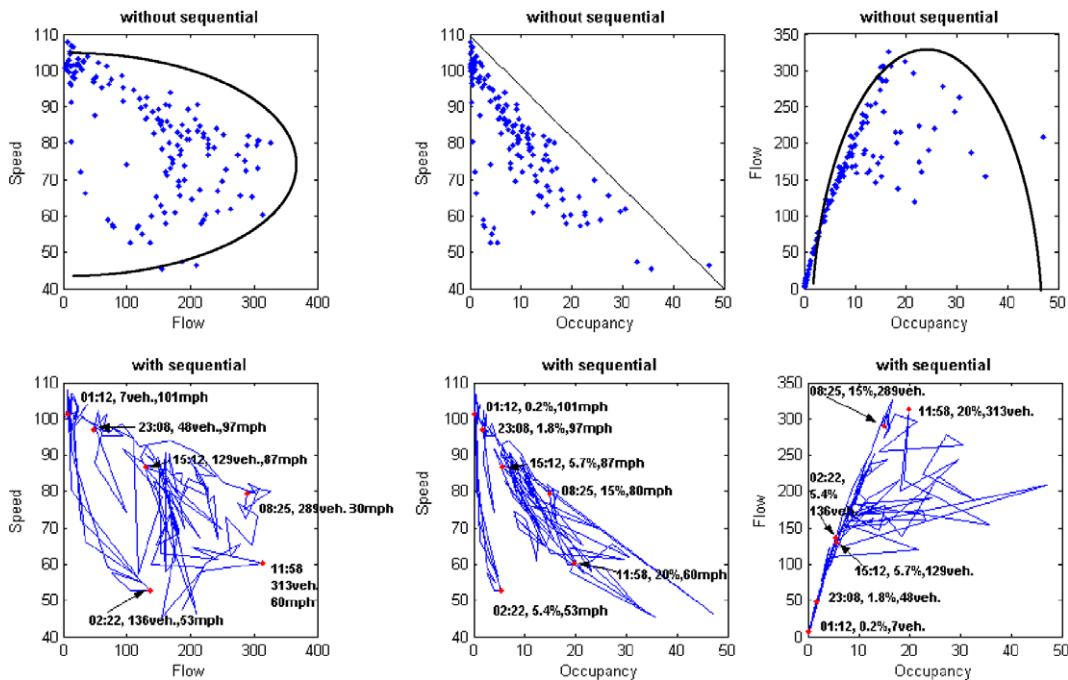 without sequential
110
100
90
80
70
60
50
40
Speed
0 100 200 300 400
Flow
without sequential
110
100
90
80
70
60
50
40
Speed
0 10 20 30 40 50
Occupancy
without sequential
350
300
250
200
150
100
50
0
Flow
0 10 20 30 40 50
Occupancy
with sequential
110
100
90
80
70
60
50
40
Speed
01:12, 7veh.,101mph
23:08, 48veh.,97mph
15:12, 129veh.,87mph
08:25, 289veh. 30mph
11:58
313veh.
60mph
02:22, 136veh.,53mph
0 100 200 300 400
Flow
with sequential
110
100
90
80
70
60
50
40
Speed
01:12, 0.2%,101mph
23:08, 1.8%,97mph
15:12, 5.7%,87mph
08:25, 15%,80mph
11:58, 20%,60mph
02:22, 5.4%,53mph
0 10 20 30 40 50
Occupancy
with sequential
350
300
250
200
150
100
50
0
Flow
08:25, 15%,289veh.
11:58, 20%,313veh.
02:22,
5.4%
136veh.
15:12, 5.7%,129veh.
23:08, 1.8%,48veh.
01:12, 0.2%,7veh.
0 10 20 30 40 50
Occupancy